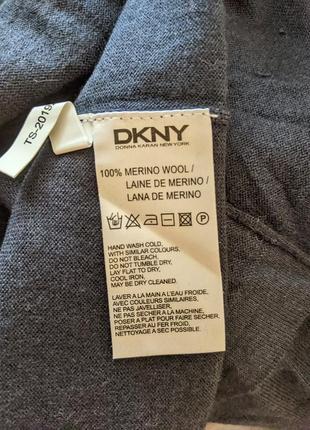 TS-2019
DKNY
DONNA KARAN NEW YORK
100% MERINO WOOL /
LAINE DE MERINO /
LANA DE MERINO
P
HAND WASH COLD,
WITH SIMILAR COLOURS,
DO NOT BLEACH,
DO NOT TUMBLE DRY,
LAY FLAT TO DRY,
COOL IRON,
MAY BE DRY CLEANED.
LAVER A LA MAIN A L'EAU FROIDE,
AVEC COULEURS SIMILAIRES,
NE PAS BLANCHIR,
NE PAS SECHER A LA MACHINE,
POSER A PLAT POUR FAIRE SECHER,
REPASSER AU FER FROID,
NETTOYAGE A SEC POSSIBLE.